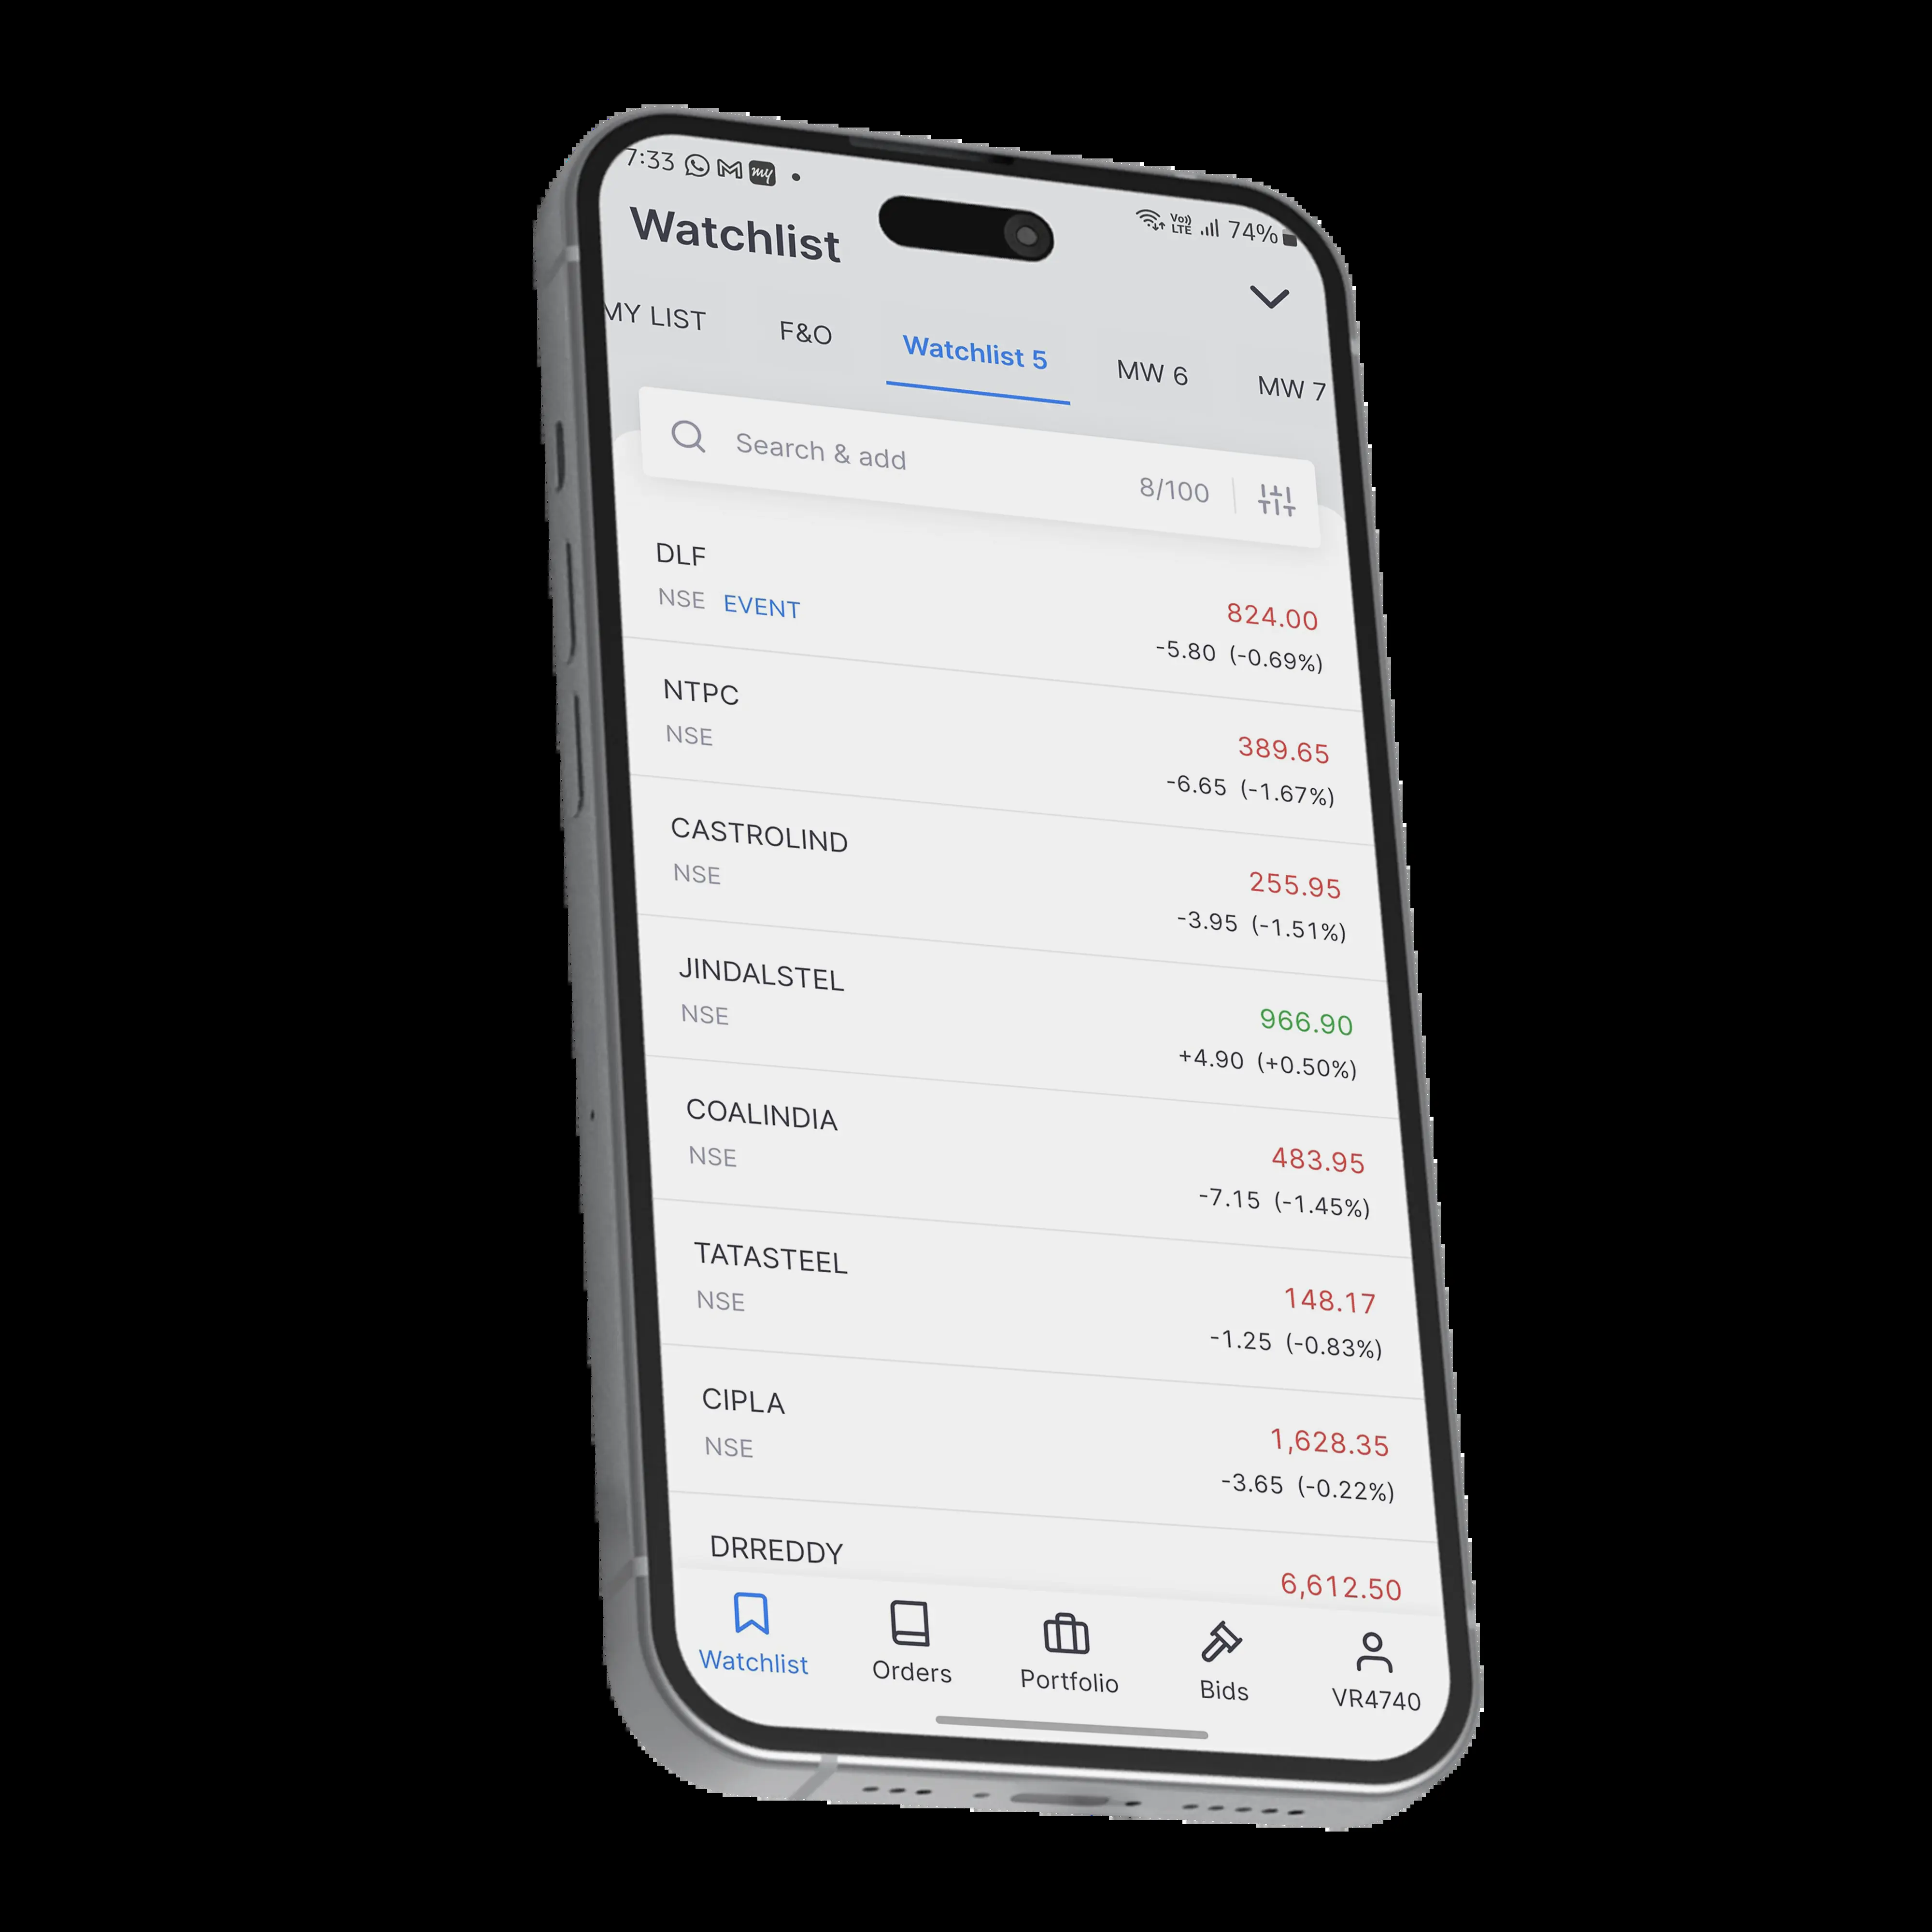 7:33 my
Vo)) LTE 74%
Watchlist
MY LIST F&O Watchlist 5 MW 6 MW 7
Search & add 8/100
DLF
824.00
NSE EVENT
-5.80 (-0.69%)
NTPC
389.65
NSE
-6.65 (-1.67%)
CASTROLIND
255.95
NSE
-3.95 (-1.51%)
JINDALSTEL
966.90
NSE
+4.90 (+0.50%)
COALINDIA
483.95
NSE
-7.15 (-1.45%)
TATASTEEL
148.17
NSE
-1.25 (-0.83%)
CIPLA
1,628.35
NSE
-3.65 (-0.22%)
DRREDDY
6,612.50
Watchlist Orders Portfolio Bids VR4740